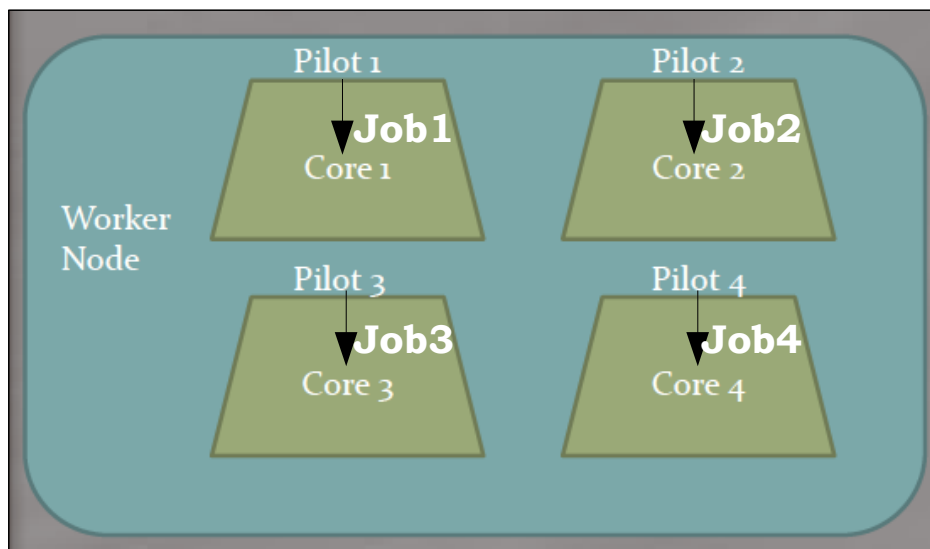 Pilot 1
Pilot 2
Job1
Job2
Core 1
Core 2
Worker
Node
Pilot 3
Pilot 4
Job3
Job4
Core 3
Core 4